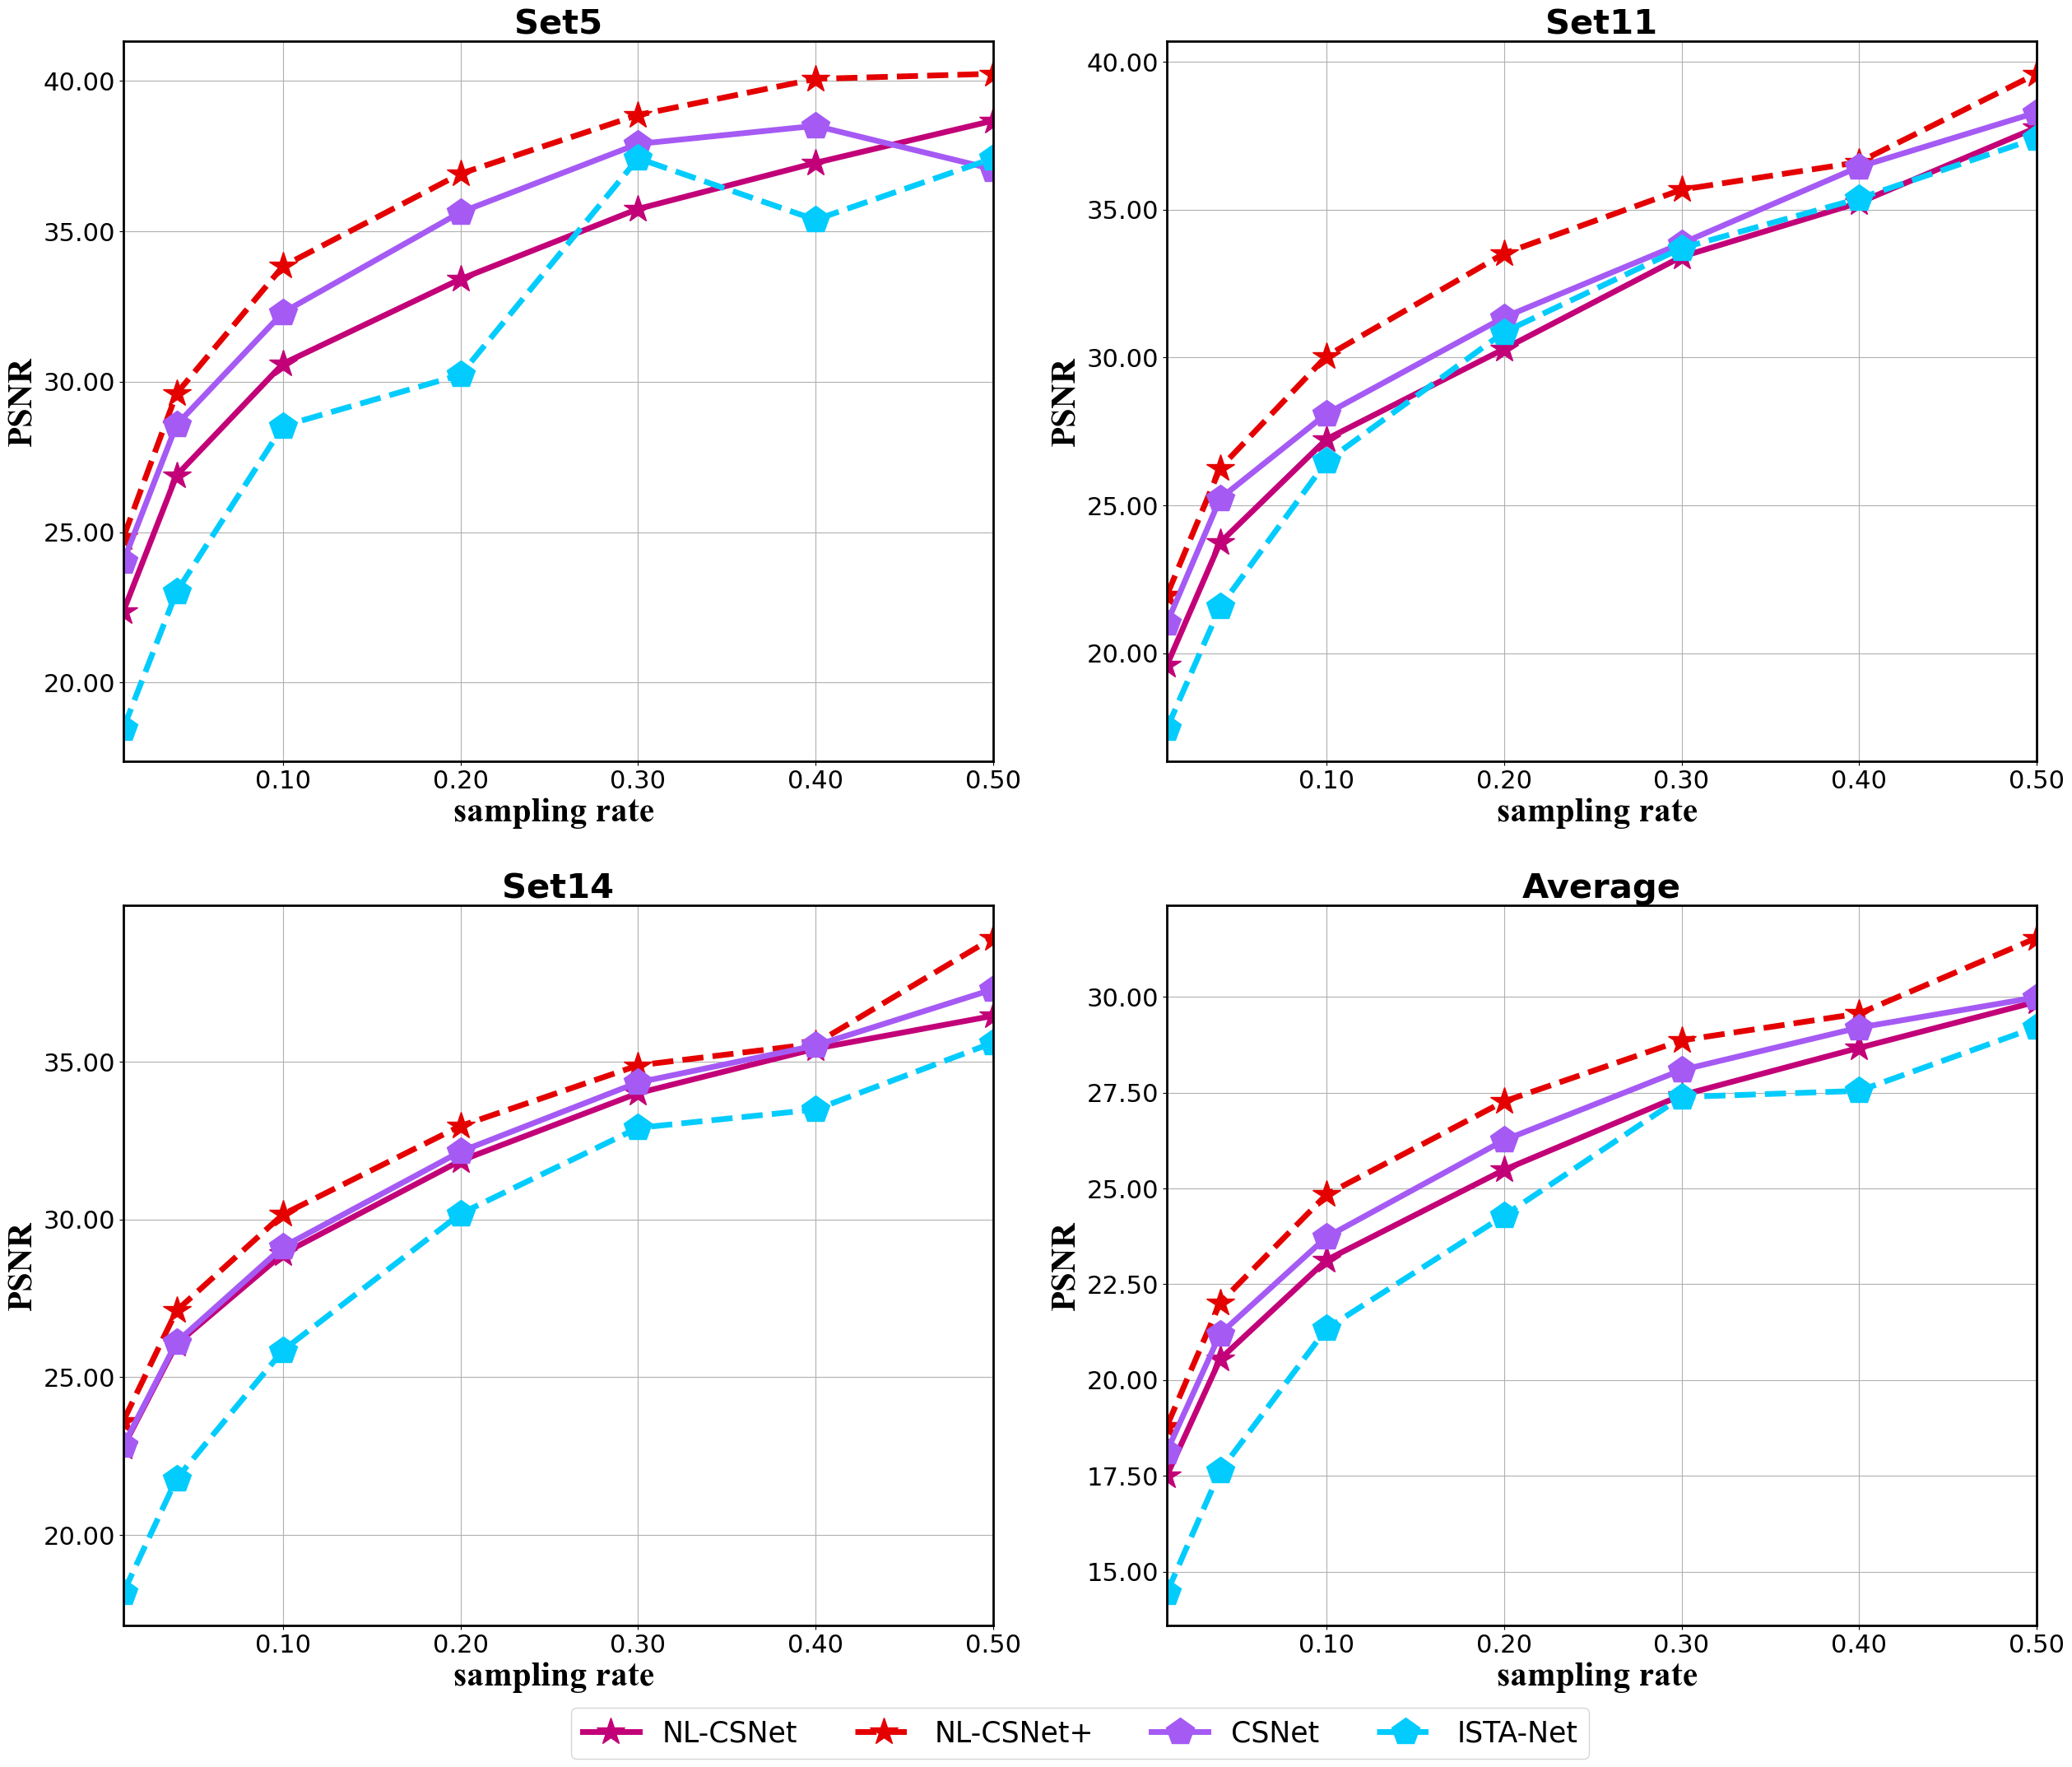 Set5
40.00
35.00
30.00
25.00
20.00
PSNR
0.10 0.20 0.30 0.40 0.50
sampling rate
Set11
40.00
35.00
30.00
25.00
20.00
PSNR
0.10 0.20 0.30 0.40 0.50
sampling rate
Set14
35.00
30.00
25.00
20.00
PSNR
0.10 0.20 0.30 0.40 0.50
sampling rate
Average
30.00
27.50
25.00
22.50
20.00
17.50
15.00
PSNR
0.10 0.20 0.30 0.40 0.50
sampling rate
NL-CSNet NL-CSNet+ CSNet ISTA-Net